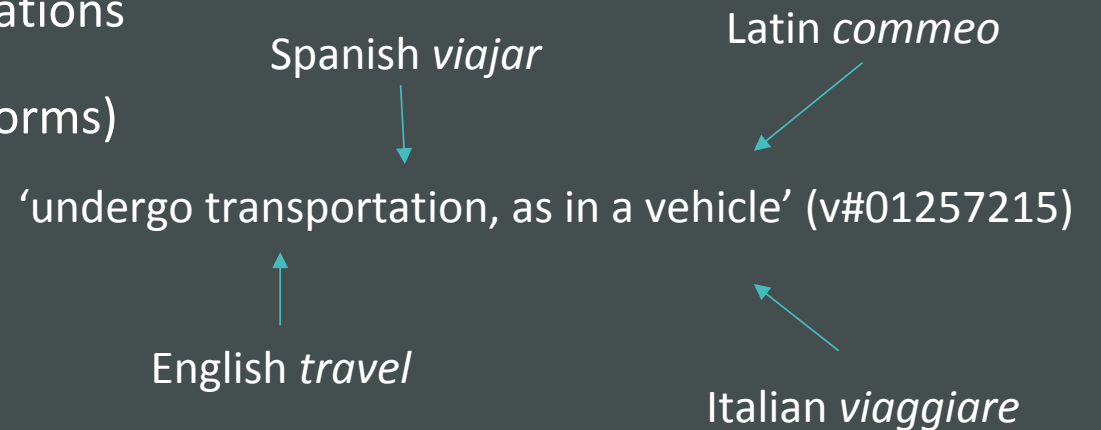 ations
Latin commeo
Spanish viajar
orms)
‘undergo transportation, as in a vehicle’ (v#01257215)
English travel
Italian viaggiare